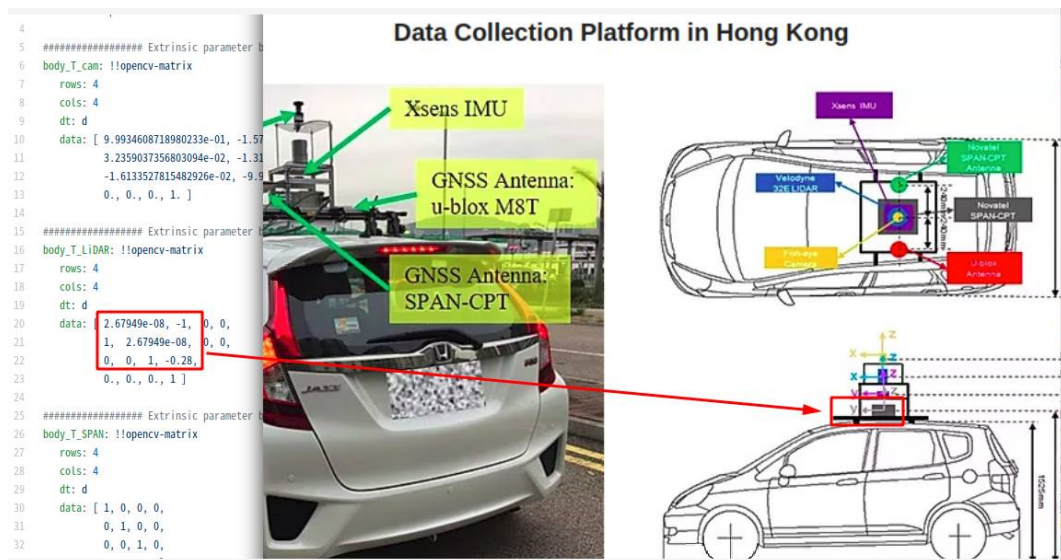 4
5 ################## Extrinsic parameter b
6 body_T_cam: !!opencv-matrix
7 rows: 4
8 cols: 4
9 dt: d
10 data: [ 9.9934608718980233e-01, -1.57
11 3.2359037356803094e-02, -1.31
12 -1.6133527815482926e-02, -9.9
13 0., 0., 0., 1. ]
14
15 ################## Extrinsic parameter b
16 body_T_LiDAR: !!opencv-matrix
17 rows: 4
18 cols: 4
19 dt: d
20 data: [ 2.67949e-08, -1, 0, 0,
21 1, 2.67949e-08, 0, 0,
22 0, 0, 1, -0.28,
23 0., 0., 0., 1 ]
24
25 ################## Extrinsic parameter b
26 body_T_SPAN: !!opencv-matrix
27 rows: 4
28 cols: 4
29 dt: d
30 data: [ 1, 0, 0, 0,
31 0, 1, 0, 0,
32 0, 0, 1, 0,
Data Collection Platform in Hong Kong
Xsens IMU
GNSS Antenna:
u-blox M8T
GNSS Antenna:
SPAN-CPT
JAZZ
Xsens IMU
Novatel
SPAN-CPT
Antenna
Velodyne
32E LIDAR
240mm
240mm
Novatel
SPAN-CPT
Fish-eye
Camera
U-blox
Antenna
z
x
z
x
y
z
y
1525mm